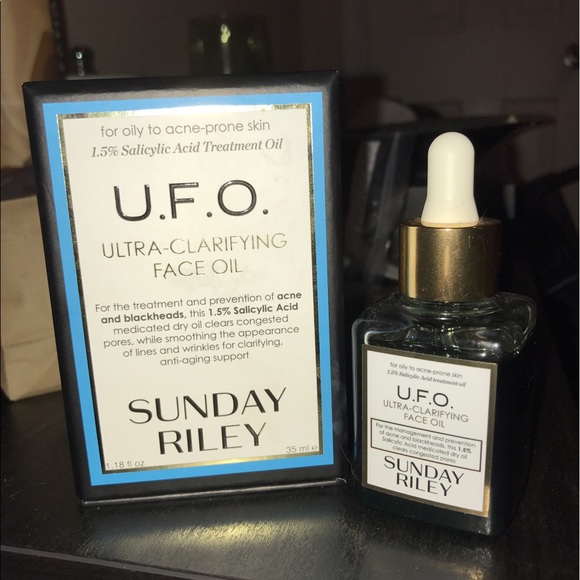 for oily to acne-prone skin
1.5% Salicylic Acid Treatment Oil
U.F.O.
ULTRA-CLARIFYING
FACE OIL
For the treatment and prevention of acne
and blackheads, this 1.5% Salicylic Acid
medicated dry oil clears congested
pores, while smoothing the appearance
of lines and wrinkles for clarifying,
anti-aging support
SUNDAY
RILEY
1.18 fl oz
35 ml e
for oily to acne-prone skin
1.5% Salicylic Acid treatment oil
U.F.O.
ULTRA-CLARIFYING
FACE OIL
For the management and prevention
of acne and blackheads, this 1.5%
Salicylic Acid medicated dry oil
clears congested pores
SUNDAY
RILEY